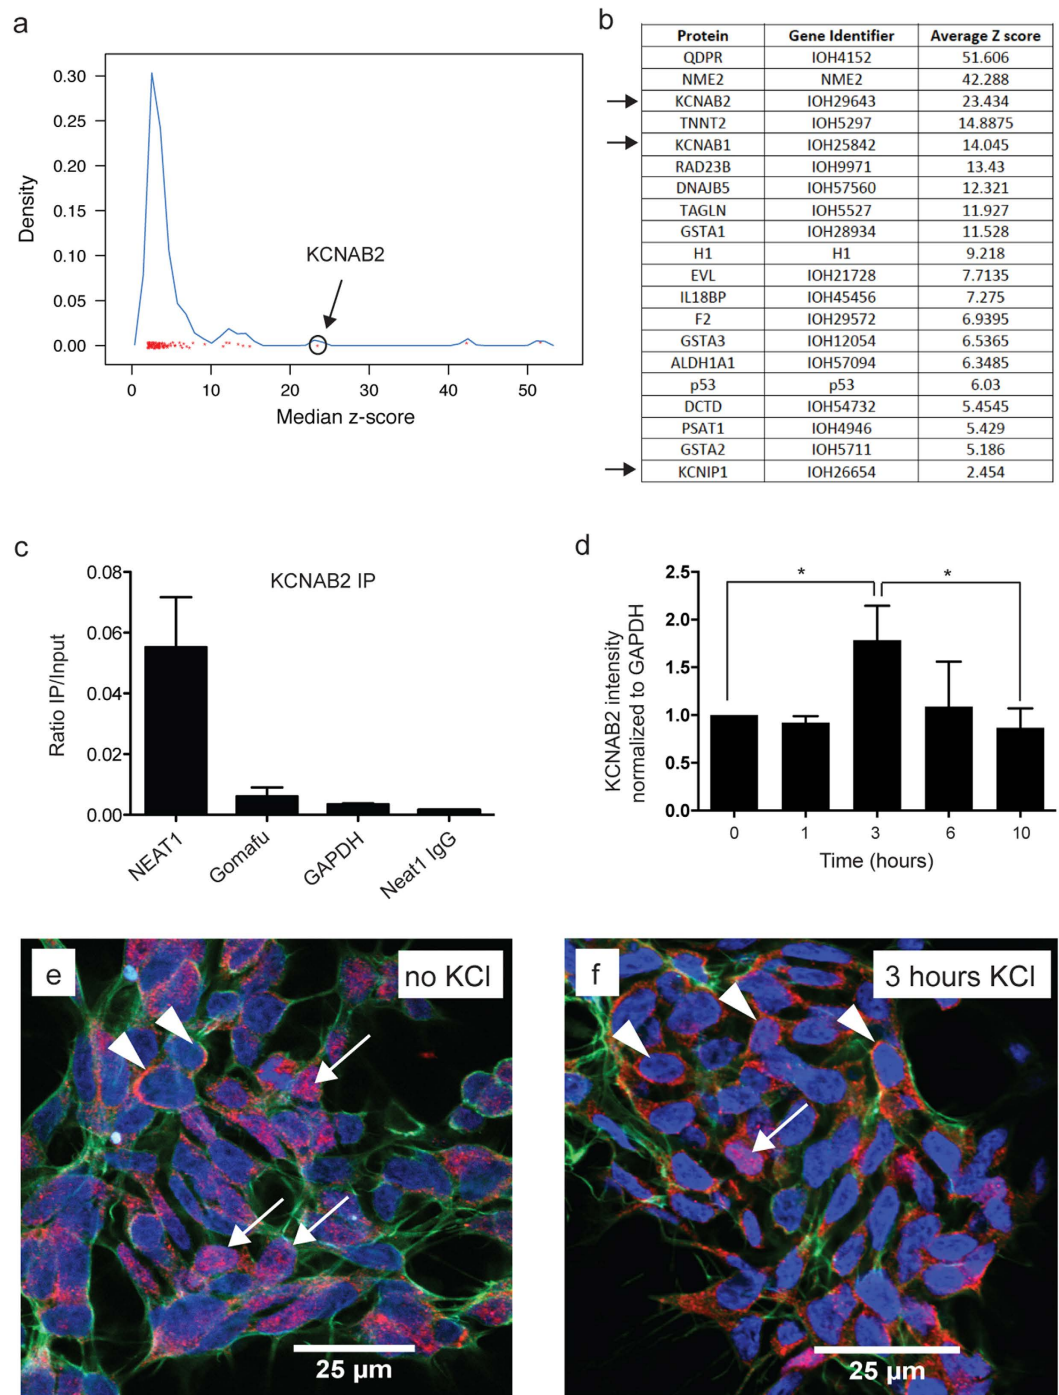 a
0.30
0.25
0.20
0.15
0.10
0.05
0.00
Density
KCNAB2
0 10 20 30 40 50
Median z-score
b
Protein Gene Identifier Average Z score
QDPR IOH4152 51.606
NME2 NME2 42.288
KCNAB2 IOH29643 23.434
TNNT2 IOH5297 14.8875
KCNAB1 IOH25842 14.045
RAD23B IOH9971 13.43
DNAJB5 IOH57560 12.321
TAGLN IOH5527 11.927
GSTA1 IOH28934 11.528
H1 H1 9.218
EVL IOH21728 7.7135
IL18BP IOH45456 7.275
F2 IOH29572 6.9395
GSTA3 IOH12054 6.5365
ALDH1A1 IOH57094 6.3485
p53 p53 6.03
DCTD IOH54732 5.4545
PSAT1 IOH4946 5.429
GSTA2 IOH5711 5.186
KCNIP1 IOH26654 2.454
c
KCNAB2 IP
0.08
0.06
0.04
0.02
0.00
Ratio IP/Input
NEAT1 Gomafu GAPDH Neat1 IgG
d
2.5
2.0
1.5
1.0
0.5
0.0
KCNAB2 intensity
normalized to GAPDH
* *
0 1 3 6 10
Time (hours)
e
no KCl
25 µm
f
3 hours KCl
25 µm